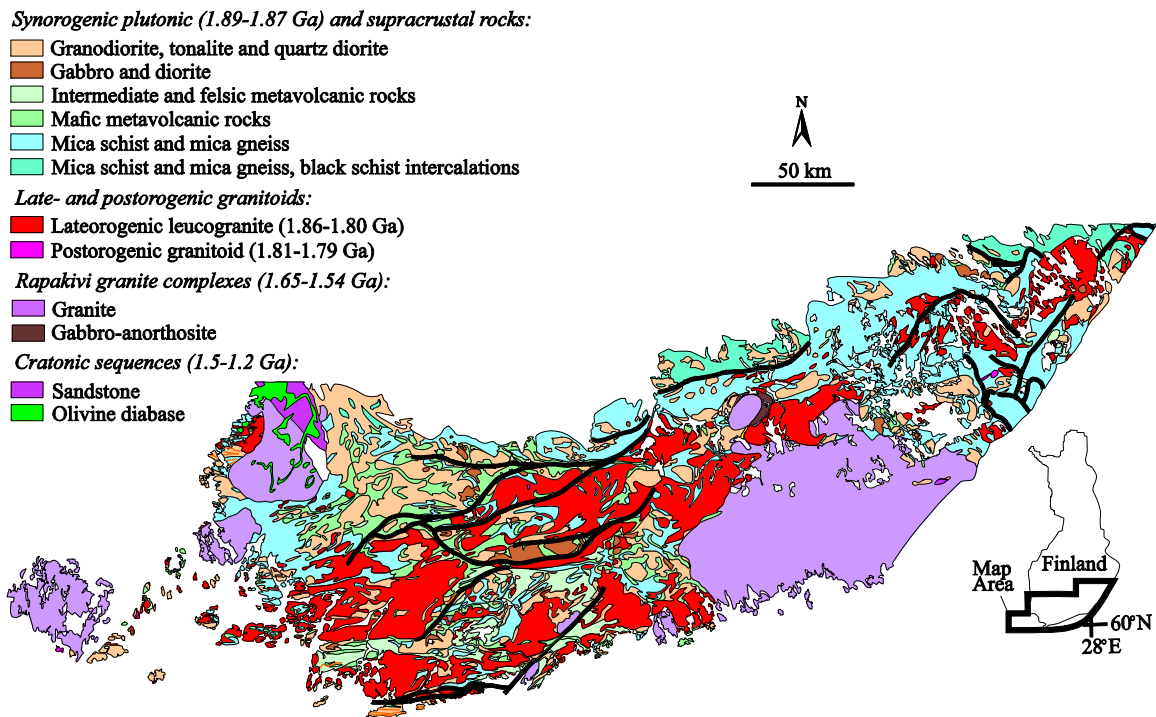 Synorogenic plutonic (1.89-1.87 Ga) and supracrustal rocks:
Granodiorite, tonalite and quartz diorite
Gabbro and diorite
Intermediate and felsic metavolcanic rocks
Mafic metavolcanic rocks
Mica schist and mica gneiss
Mica schist and mica gneiss, black schist intercalations
Late- and postorogenic granitoids:
Lateorogenic leucogranite (1.86-1.80 Ga)
Postorogenic granitoid (1.81-1.79 Ga)
Rapakivi granite complexes (1.65-1.54 Ga):
Granite
Gabbro-anorthosite
Cratonic sequences (1.5-1.2 Ga):
Sandstone
Olivine diabase
N
50 km
Finland
Map
Area
60°N
28°E